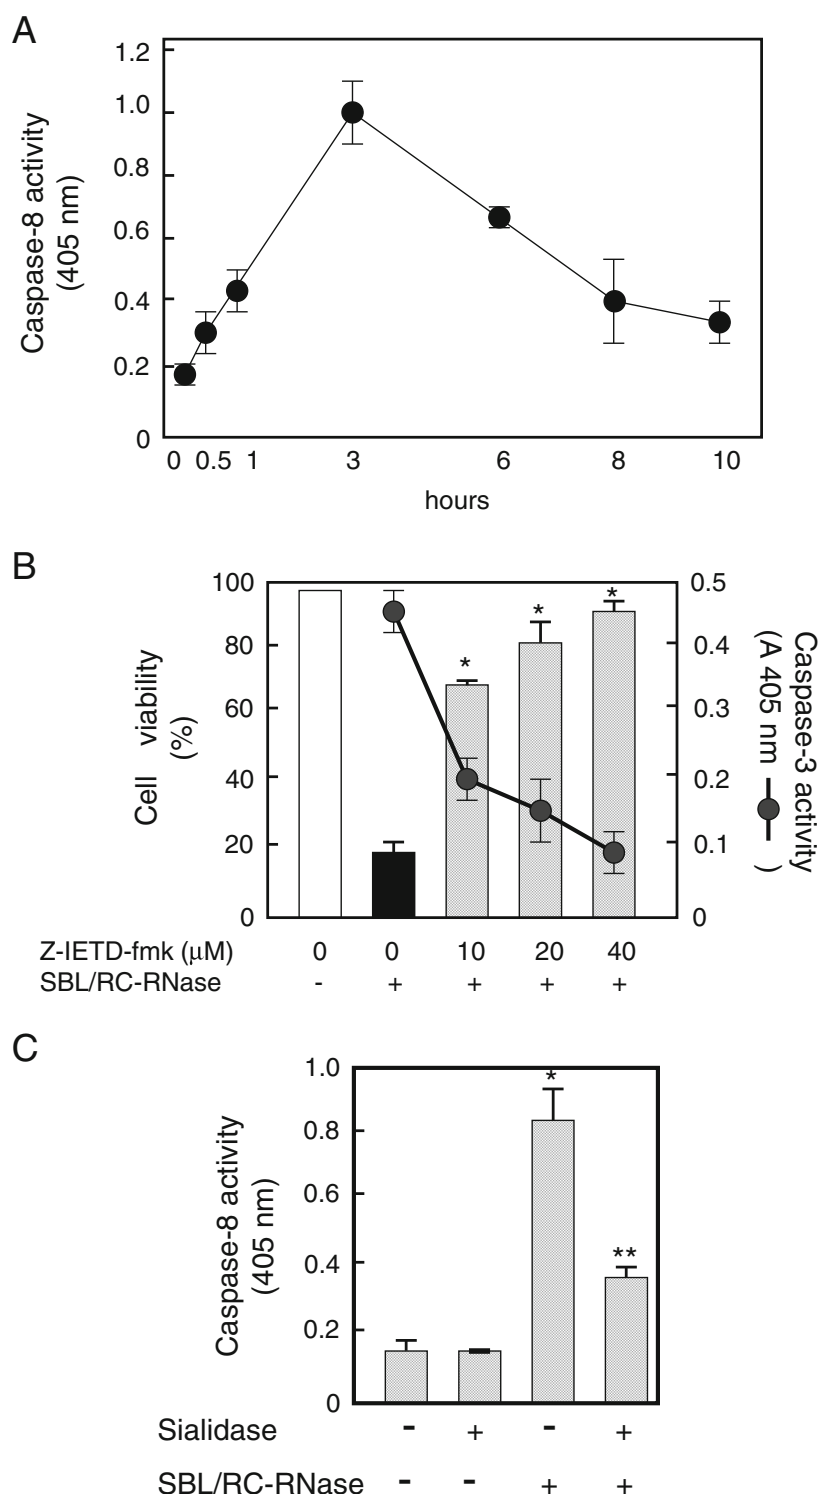 A
Caspase-8 activity
(405 nm)
1.2
1.0
0.8
0.6
0.4
0.2
0
0 0.5 1 3 6 8 10
hours
B
Cell viability
(%)
100
80
60
40
20
0
0.5
0.4
0.3
0.2
0.1
0
Caspase-3 activity
(A 405 nm )
*
*
*
Z-IETD-fmk (μM) 0 0 10 20 40
SBL/RC-RNase - + + + +
C
Caspase-8 activity
(405 nm)
1.0
0.8
0.6
0.4
0.2
0
*
**
Sialidase - + - +
SBL/RC-RNase - - + +